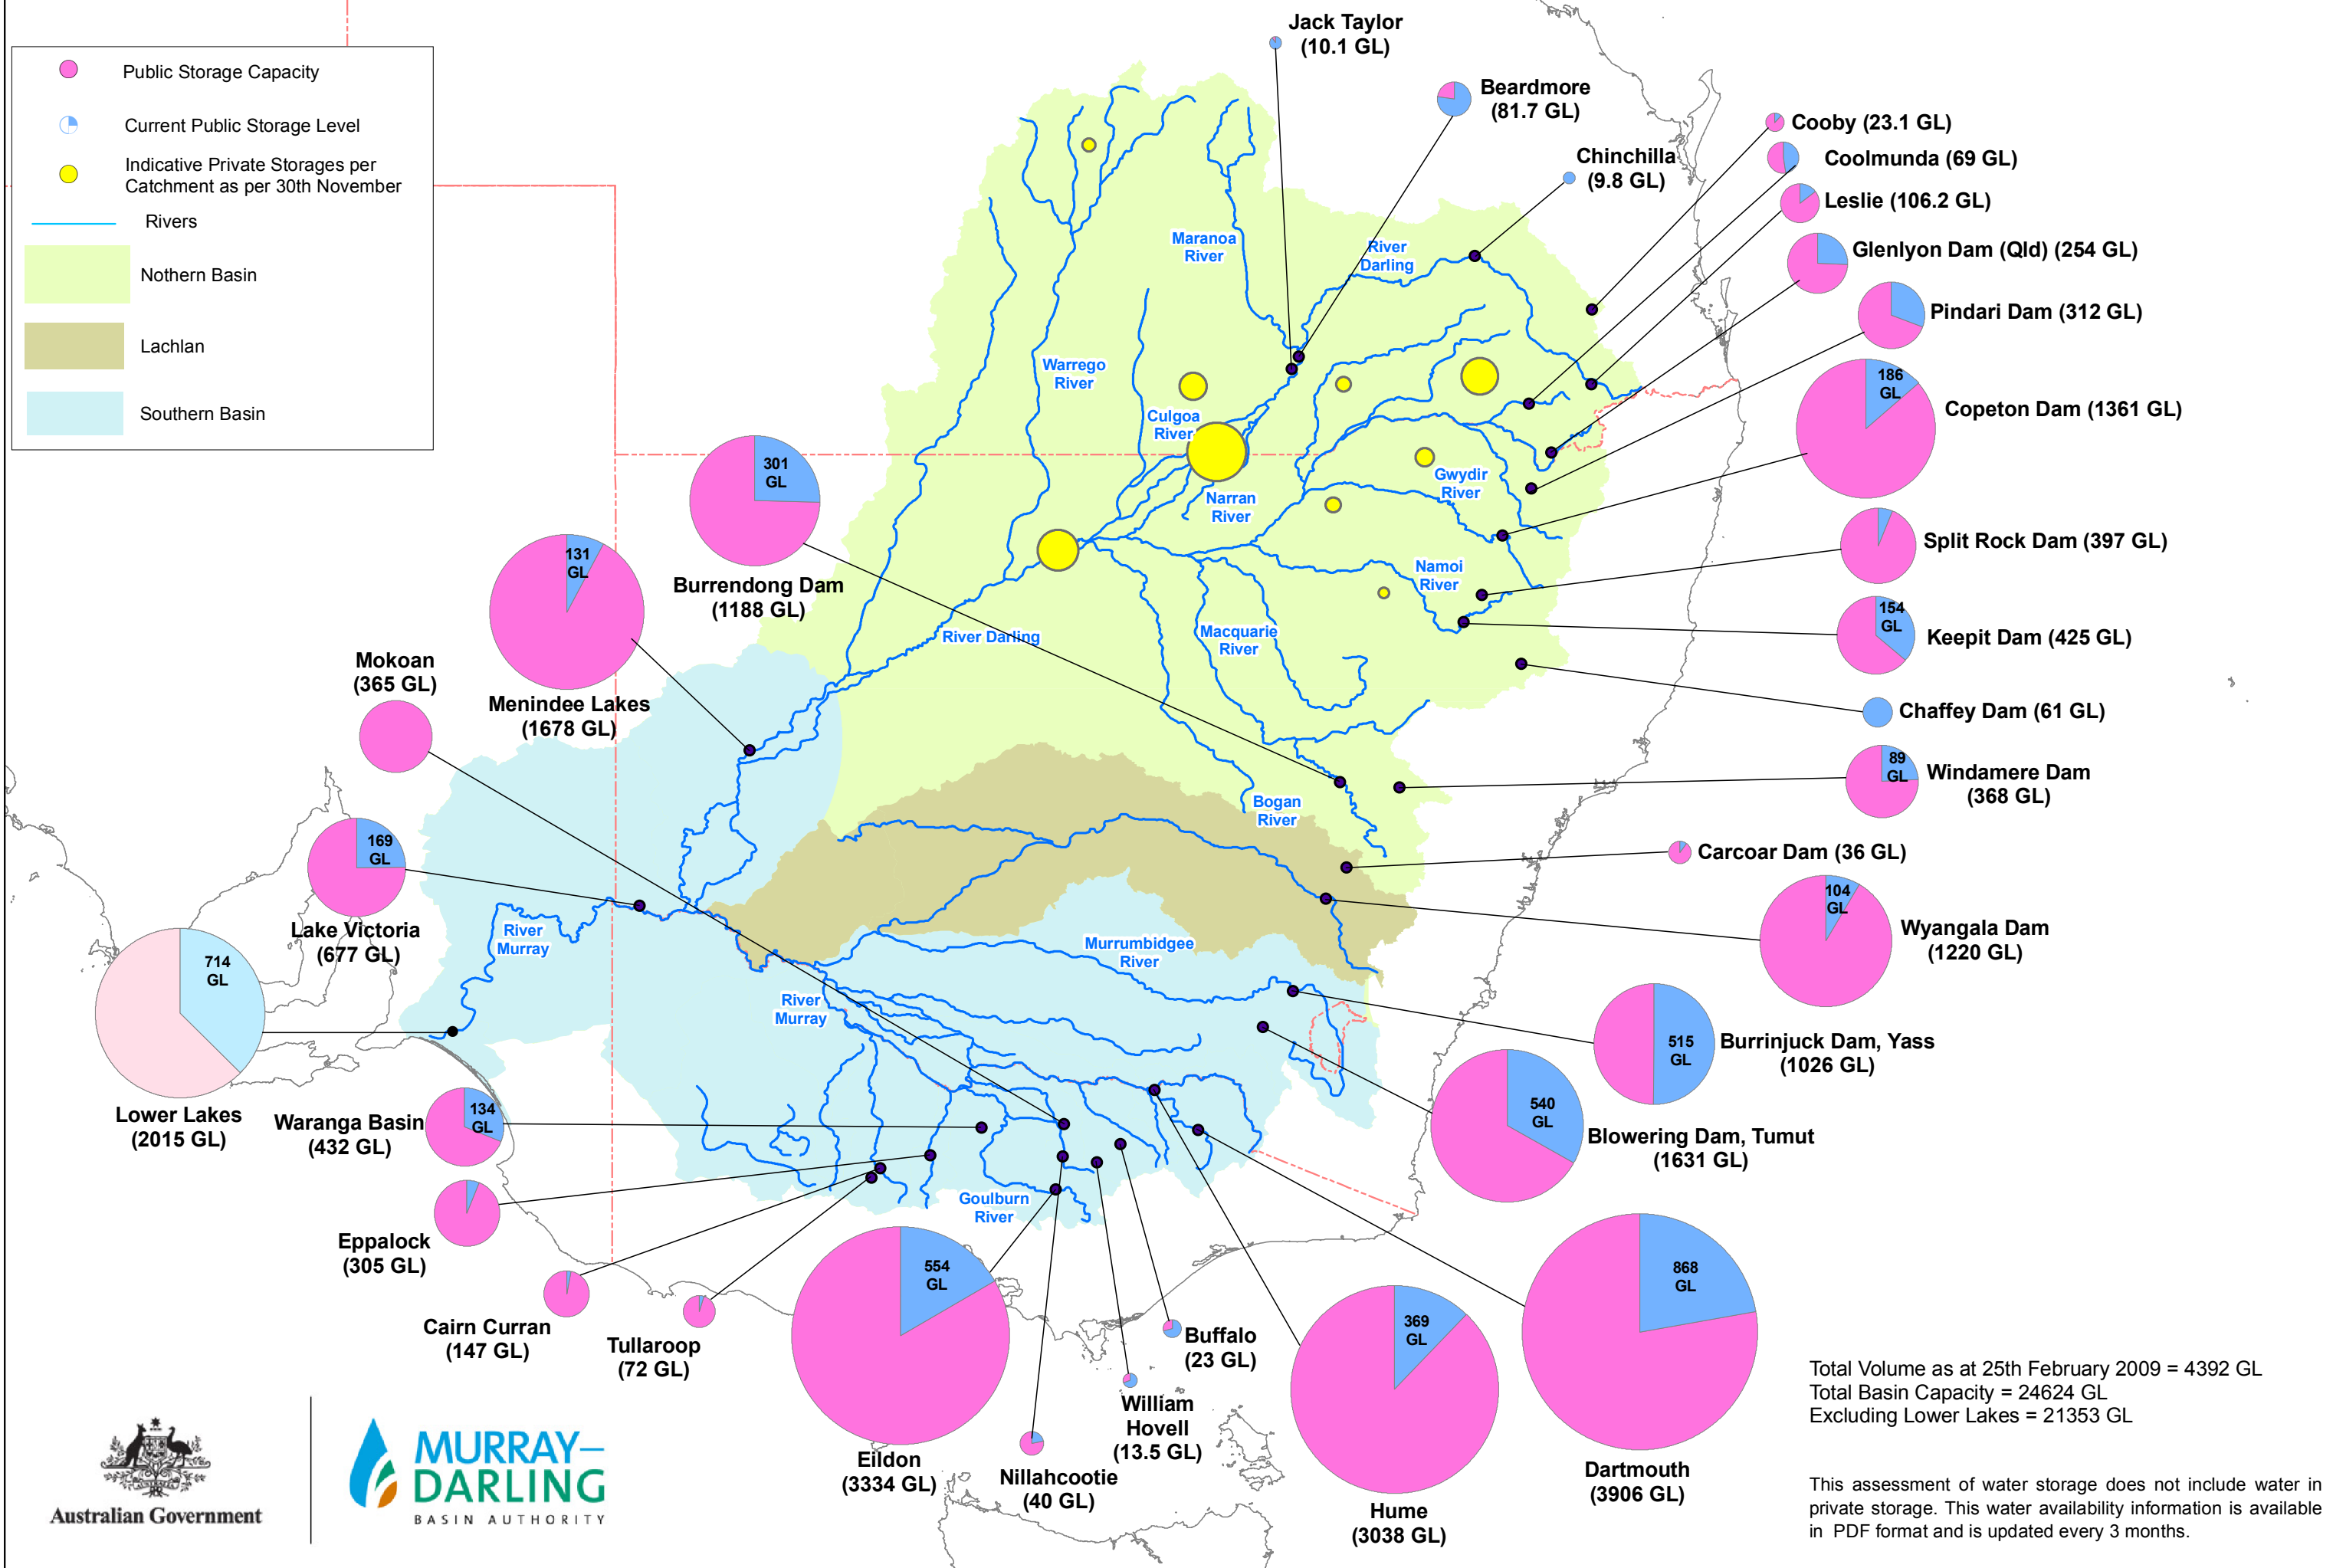 Public Storage Capacity
Current Public Storage Level
Indicative Private Storages per
Catchment as per 30th November
Rivers
Nothern Basin
Lachlan
Southern Basin
Jack Taylor
(10.1 GL)
Beardmore
(81.7 GL)
Chinchilla
(9.8 GL)
Cooby (23.1 GL)
Coolmunda (69 GL)
Leslie (106.2 GL)
Glenlyon Dam (Qld) (254 GL)
Pindari Dam (312 GL)
186
GL
Copeton Dam (1361 GL)
Split Rock Dam (397 GL)
154
GL
Keepit Dam (425 GL)
Chaffey Dam (61 GL)
89
GL
Windamere Dam
(368 GL)
Carcoar Dam (36 GL)
104
GL
Wyangala Dam
(1220 GL)
515
GL
Burrinjuck Dam, Yass
(1026 GL)
540
GL
Blowering Dam, Tumut
(1631 GL)
868
GL
Dartmouth
(3906 GL)
369
GL
Hume
(3038 GL)
Buffalo
(23 GL)
William
Hovell
(13.5 GL)
Nillahcootie
(40 GL)
554
GL
Eildon
(3334 GL)
Tullaroop
(72 GL)
Cairn Curran
(147 GL)
Eppalock
(305 GL)
134
GL
Waranga Basin
(432 GL)
714
GL
Lower Lakes
(2015 GL)
169
GL
Lake Victoria
(677 GL)
Mokoan
(365 GL)
131
GL
Menindee Lakes
(1678 GL)
301
GL
Burrendong Dam
(1188 GL)
Maranoa
River
River
Darling
Warrego
River
Culgoa
River
Narran
River
Gwydir
River
Namoi
River
Macquarie
River
River Darling
Bogan
River
Murrumbidgee
River
River
Murray
River
Murray
Goulburn
River
Total Volume as at 25th February 2009 = 4392 GL
Total Basin Capacity = 24624 GL
Excluding Lower Lakes = 21353 GL
This assessment of water storage does not include water in
private storage. This water availability information is available
in PDF format and is updated every 3 months.
Australian Government
MURRAY–
DARLING
BASIN AUTHORITY